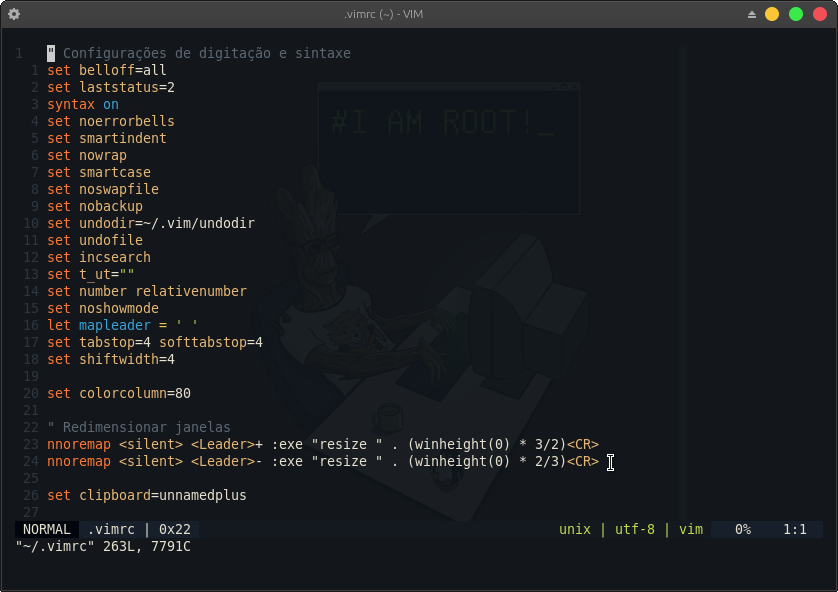 .vimrc (~) - VIM
#I AM ROOT!_
1 " Configurações de digitação e sintaxe
1 set belloff=all
2 set laststatus=2
3 syntax on
4 set noerrorbells
5 set smartindent
6 set nowrap
7 set smartcase
8 set noswapfile
9 set nobackup
10 set undodir=~/.vim/undodir
11 set undofile
12 set incsearch
13 set t_ut=""
14 set number relativenumber
15 set noshowmode
16 let mapleader = ' '
17 set tabstop=4 softtabstop=4
18 set shiftwidth=4
19
20 set colorcolumn=80
21
22 " Redimensionar janelas
23 nnoremap <silent> <Leader>+ :exe "resize " . (winheight(0) * 3/2)<CR>
24 nnoremap <silent> <Leader>- :exe "resize " . (winheight(0) * 2/3)<CR>
25
26 set clipboard=unnamedplus
27
NORMAL .vimrc | 0x22 unix | utf-8 | vim 0% 1:1
"~/.vimrc" 263L, 7791C